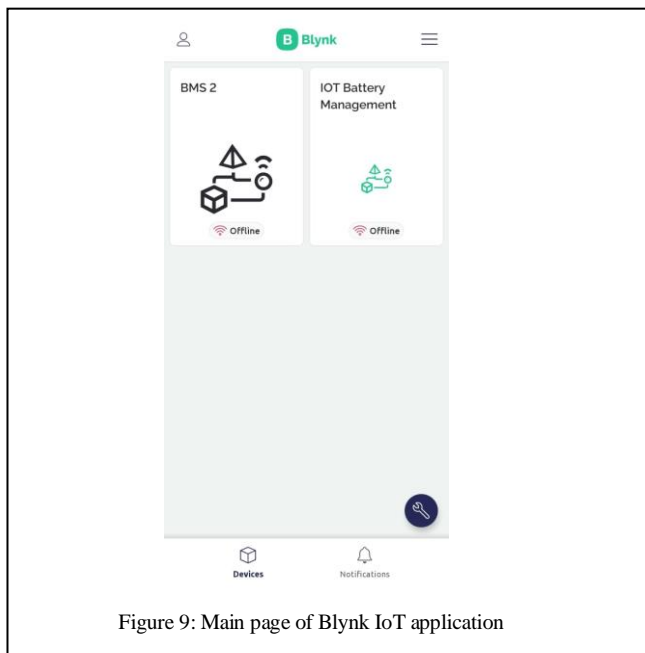 B Blynk
BMS 2
IOT Battery
Management
Offline
Offline
Devices
Notifications
Figure 9: Main page of Blynk IoT application